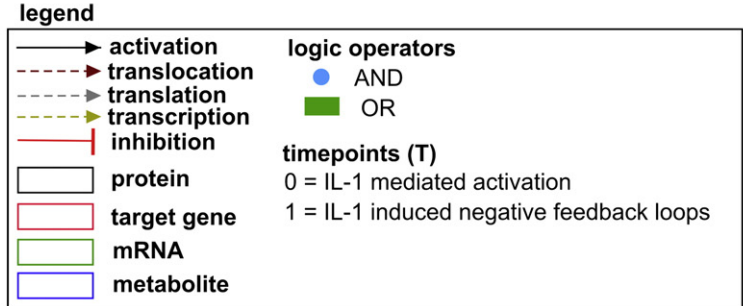 legend
activation
translocation
translation
transcription
inhibition
protein
target gene
mRNA
metabolite
logic operators
AND
OR
timepoints (T)
0 = IL-1 mediated activation
1 = IL-1 induced negative feedback loops